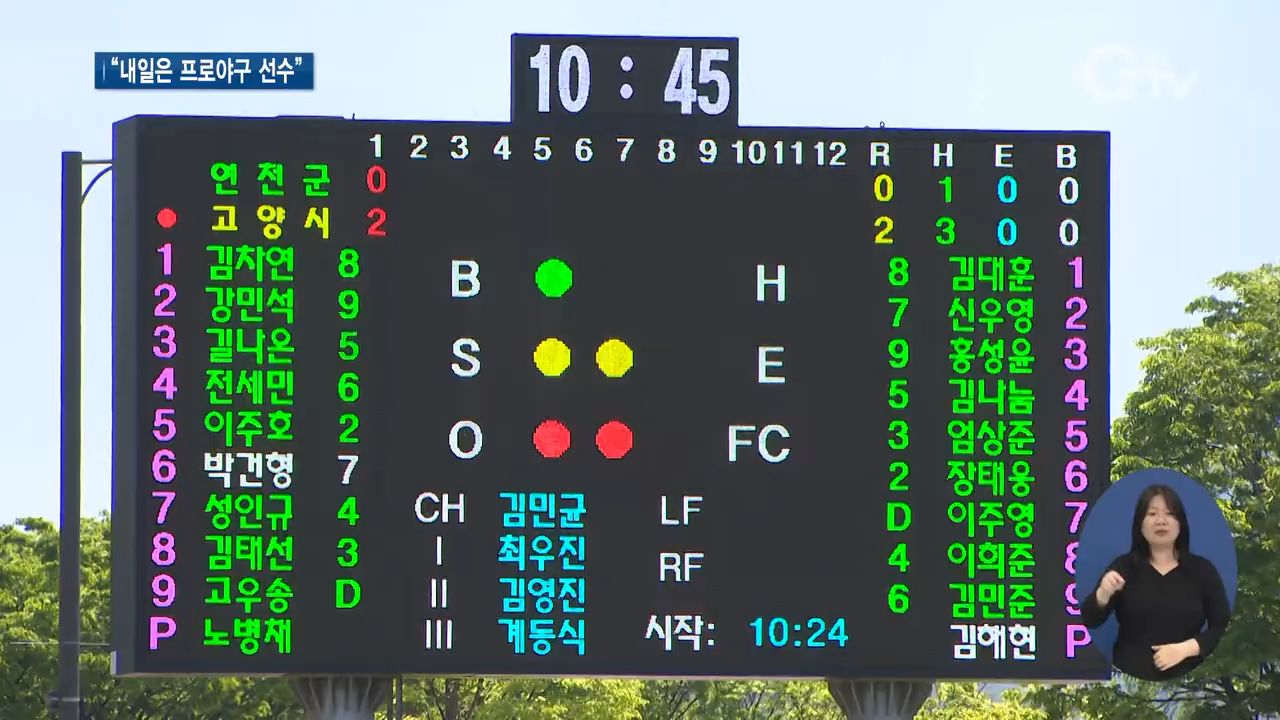 “내일은 프로야구 선수”
10 : 45
1 2 3 4 5 6 7 8 9 10 11 12 R H E B
연천군 0 0 1 0 0
고양시 2 2 3 0 0
1 김차연 8 8 김대훈 1
2 강민석 9 B H 7 신우영 2
3 길나온 5 9 홍성윤 3
4 전세민 6 S E 5 김나눔 4
5 이주호 2 O FC 3 엄상준 5
6 박건형 7 2 장태웅 6
7 성인규 4 CH 김민균 LF D 이주영 7
8 김태선 3 I 최우진 RF 4 이희준 8
9 고우송 D II 김영진 6 김민준 9
P 노병채 III 계동식 시작: 10:24 김해현 P